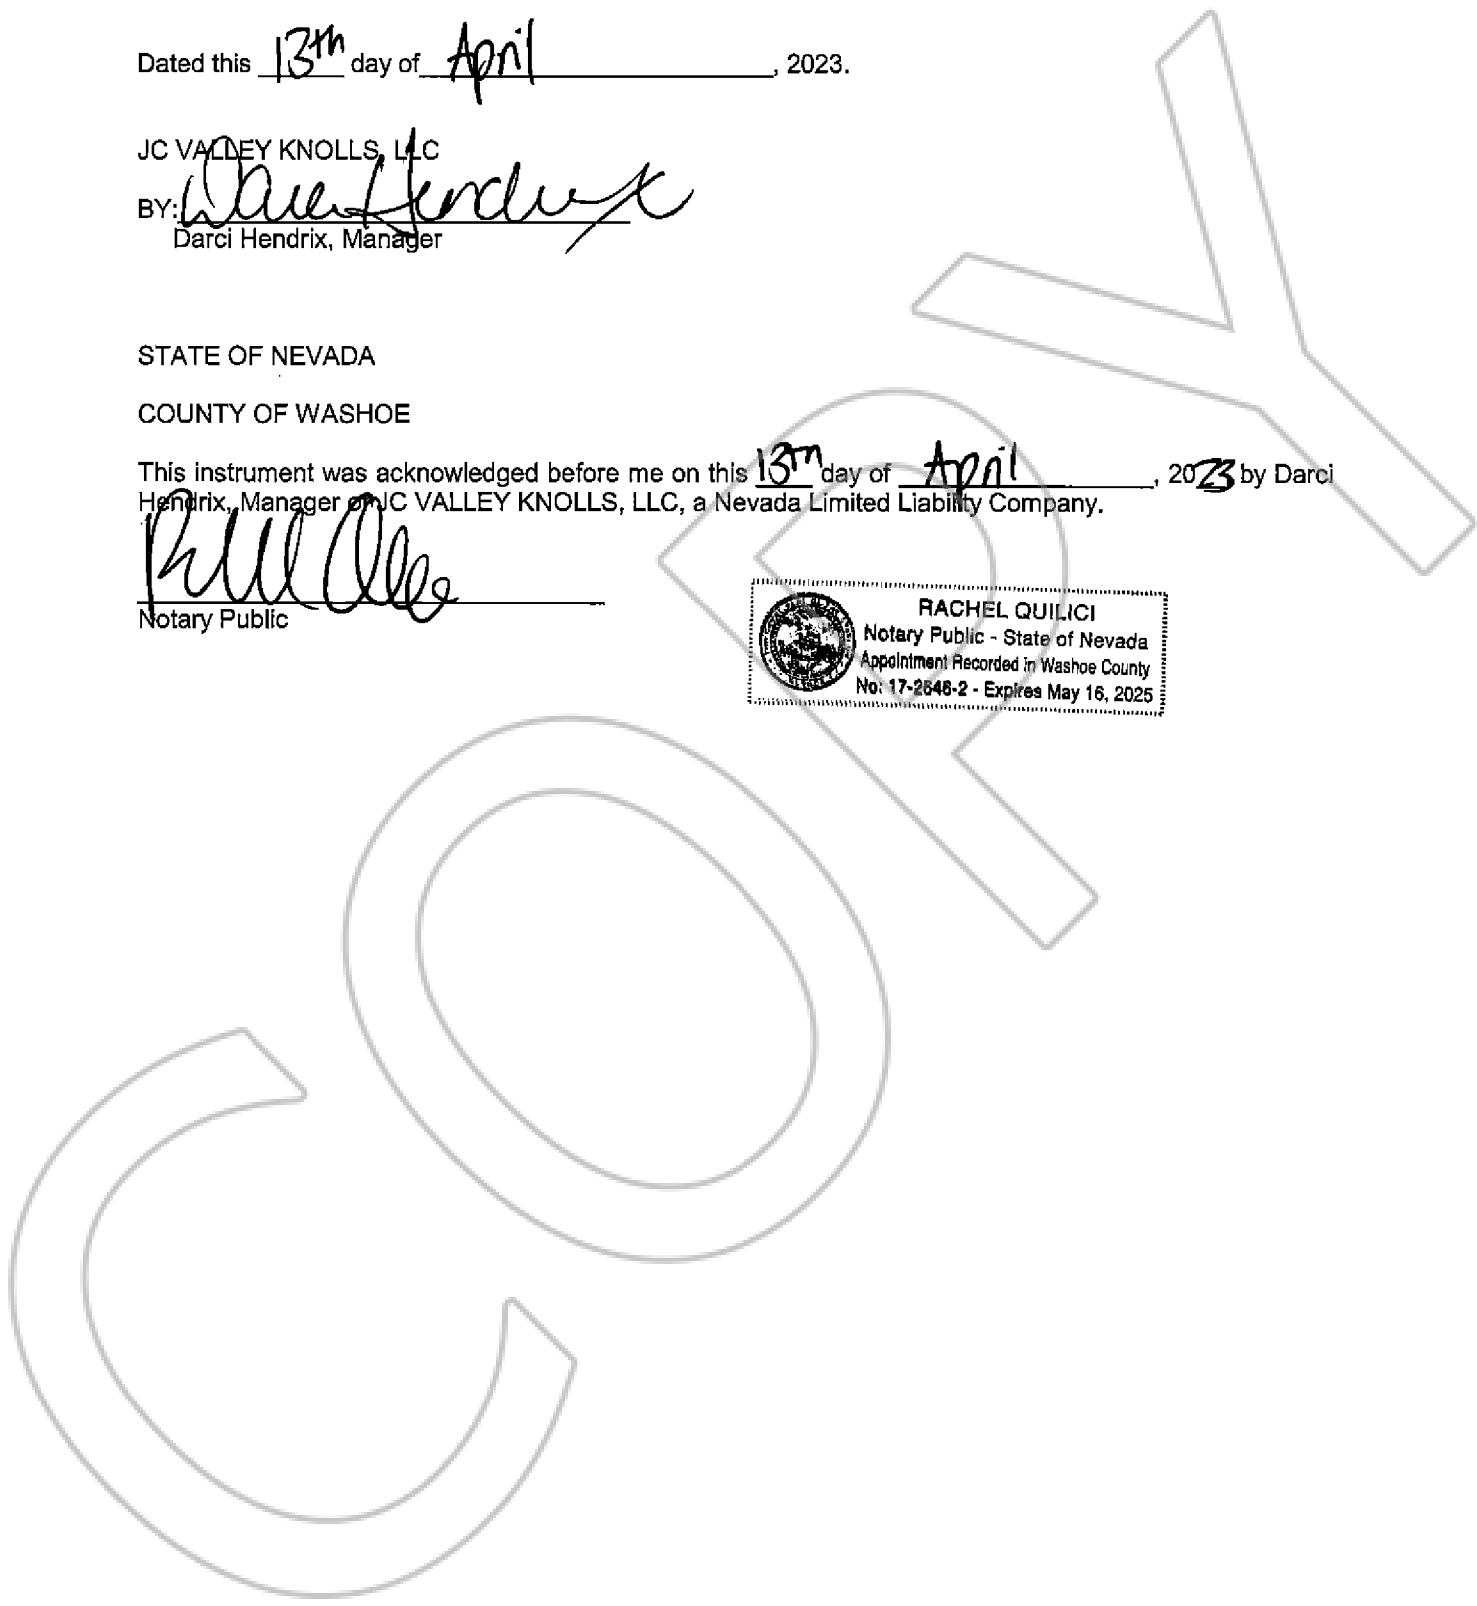 Dated this 13th day of April, 2023.
JC VALLEY KNOLLS, LLC
BY: Darci Hendrix
Darci Hendrix, Manager
STATE OF NEVADA
COUNTY OF WASHOE
This instrument was acknowledged before me on this 13th day of April, 2023 by Darci
Hendrix, Manager of JC VALLEY KNOLLS, LLC, a Nevada Limited Liability Company.
Notary Public
RACHEL QUILICI
Notary Public - State of Nevada
Appointment Recorded in Washoe County
No: 17-2646-2 - Expires May 16, 2025
COPY